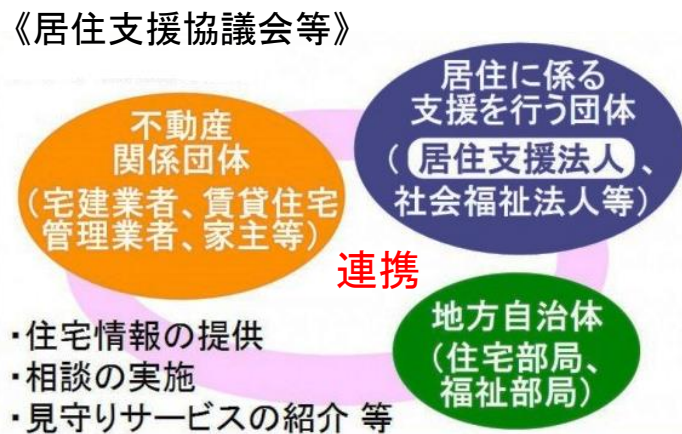 《居住支援協議会等》
不動産
関係団体
(宅建業者、賃貸住宅
管理業者、家主等)
居住に係る
支援を行う団体
(居住支援法人、
社会福祉法人等)
連携
地方自治体
(住宅部局、
福祉部局)
・住宅情報の提供
・相談の実施
・見守りサービスの紹介 等